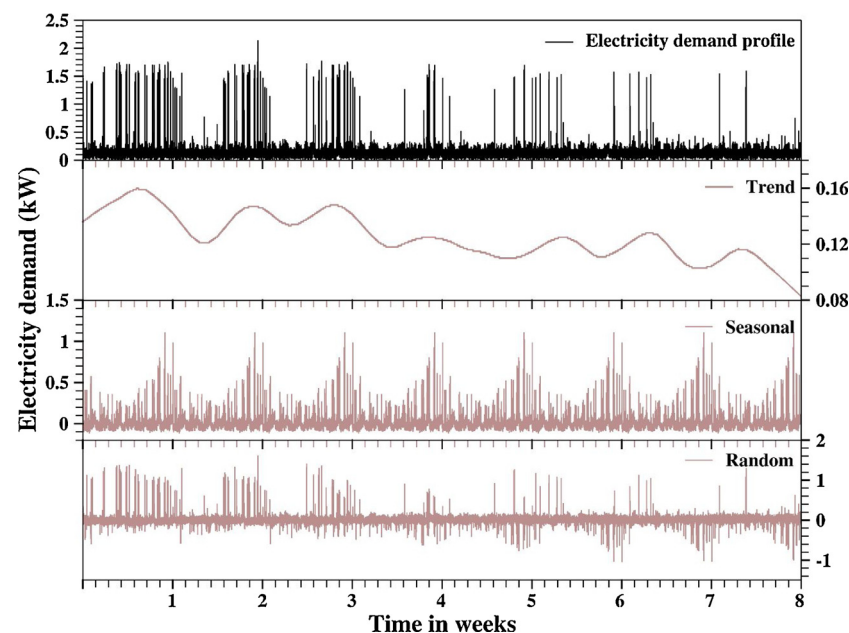 2.5
2
1.5
1
0.5
0
Electricity demand profile
Trend
0.16
0.12
0.08
1.5
1
0.5
0
Seasonal
2
1
0
-1
Random
1 2 3 4 5 6 7 8
Time in weeks
Electricity demand (kW)